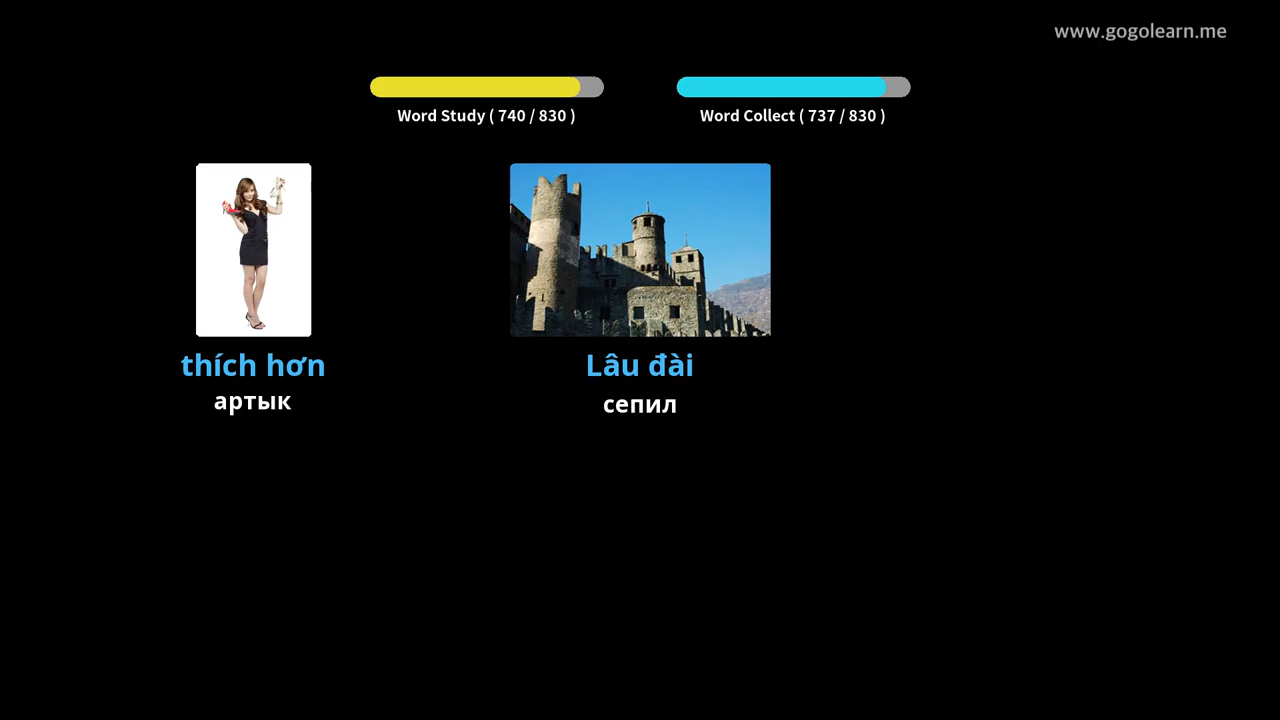 www.gogolearn.me
Word Study ( 740 / 830 )
Word Collect ( 737 / 830 )
thích hơn
Lâu đài
артык
сепил